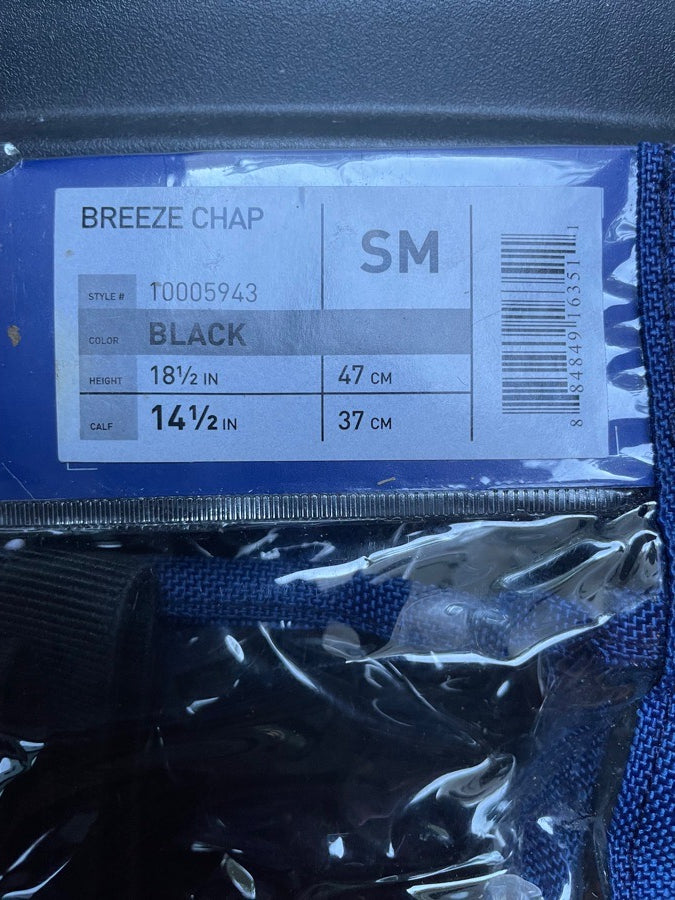 BREEZE CHAP
SM
STYLE # 10005943
COLOR BLACK
HEIGHT 18½ IN 47 CM
CALF 14½ IN 37 CM
8 84849 16351 1